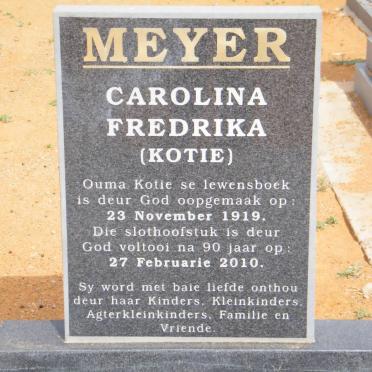 MEYER
CAROLINA
FREDRIKA
(KOTIE)
Ouma Kotie se lewensboek
is deur God oopgemaak op :
23 November 1919.
Die slothoofstuk is deur
God voltooi na 90 jaar op :
27 Februarie 2010.
Sy word met baie liefde onthou
deur haar Kinders, Kleinkinders,
Agterkleinkinders, Familie en
Vriende.